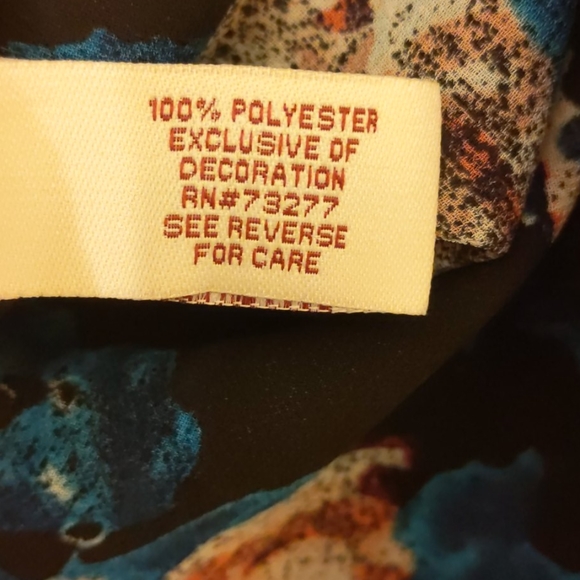 100% POLYESTER
EXCLUSIVE OF
DECORATION
RN#73277
SEE REVERSE
FOR CARE